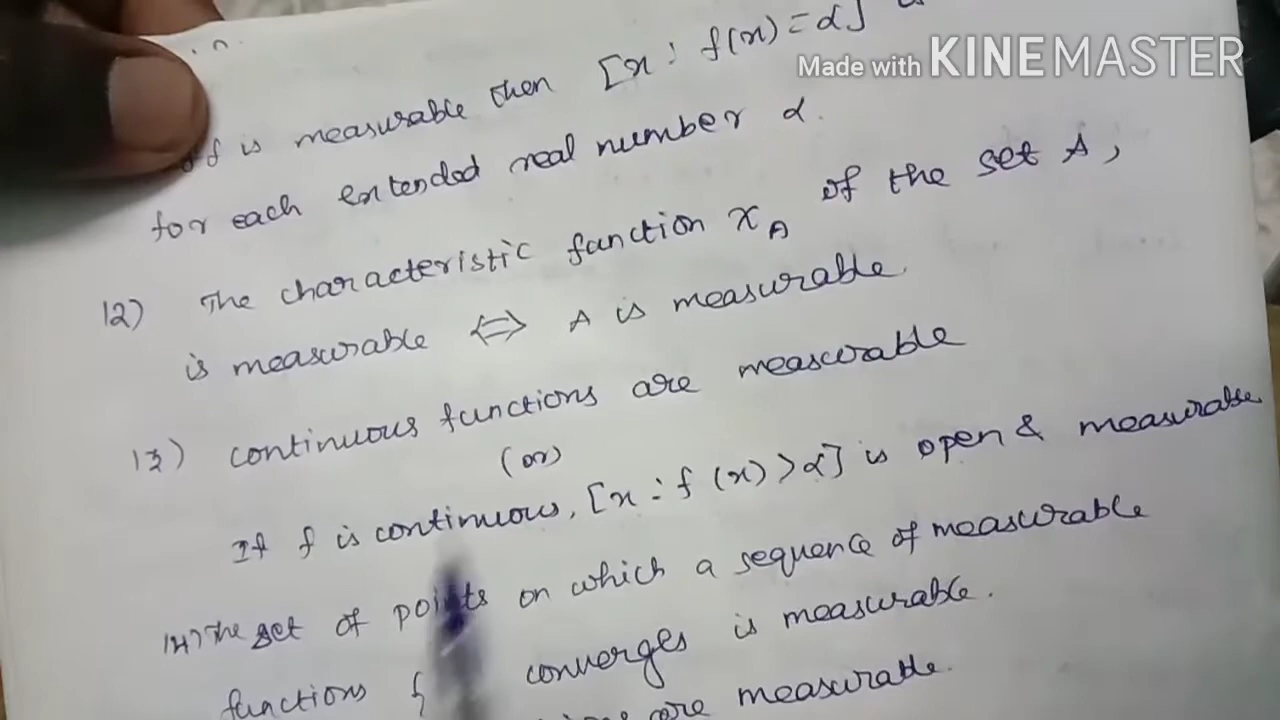 Made with KINEMASTER
f is measurable then [x : f(x) = α]
for each extended real number α.
12) The characteristic function χ_A of the set A,
is measurable ⇔ A is measurable.
13) continuous functions are measurable
(or)
If f is continuous, [x : f(x) > α] is open & measurable
14) The set of points on which a sequence of measurable
functions converges is measurable.
are measurable.